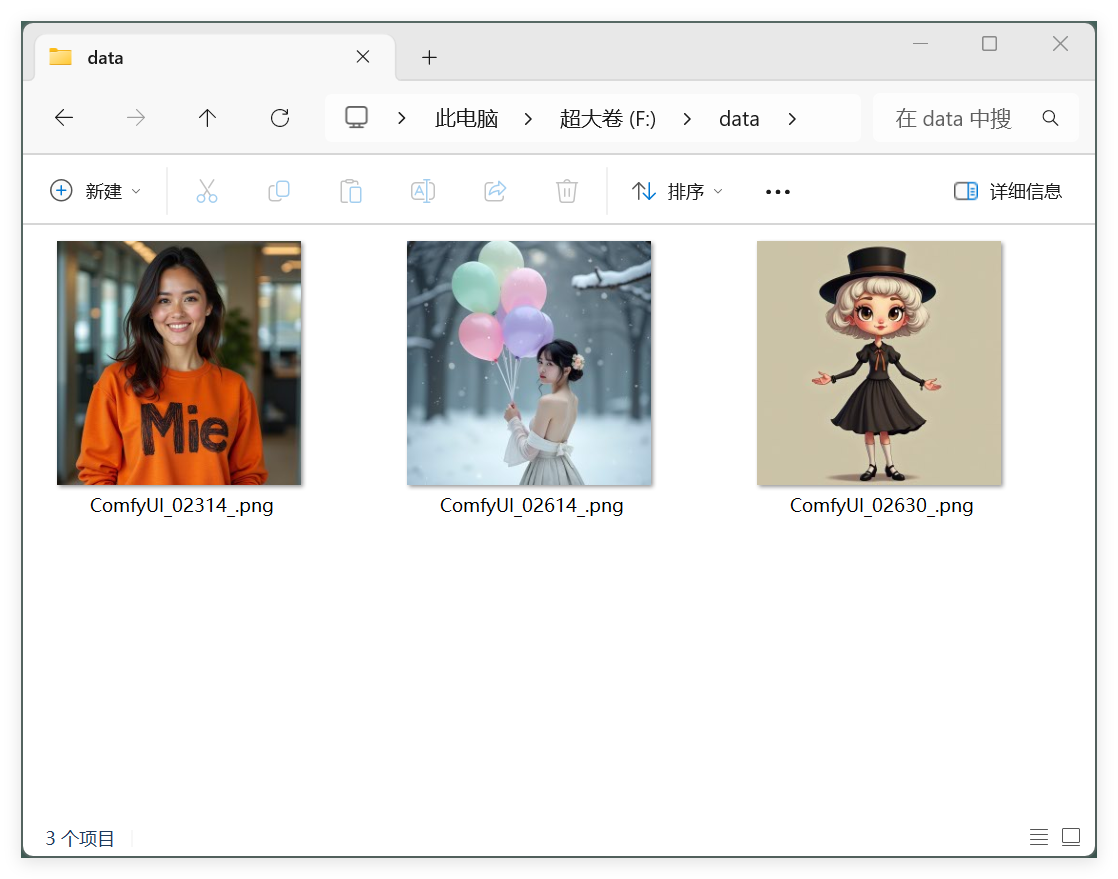 data
此电脑 超大卷 (F:) data 在 data 中搜
新建 排序 详细信息
Mie
ComfyUI_02314_.png ComfyUI_02614_.png ComfyUI_02630_.png
3 个项目